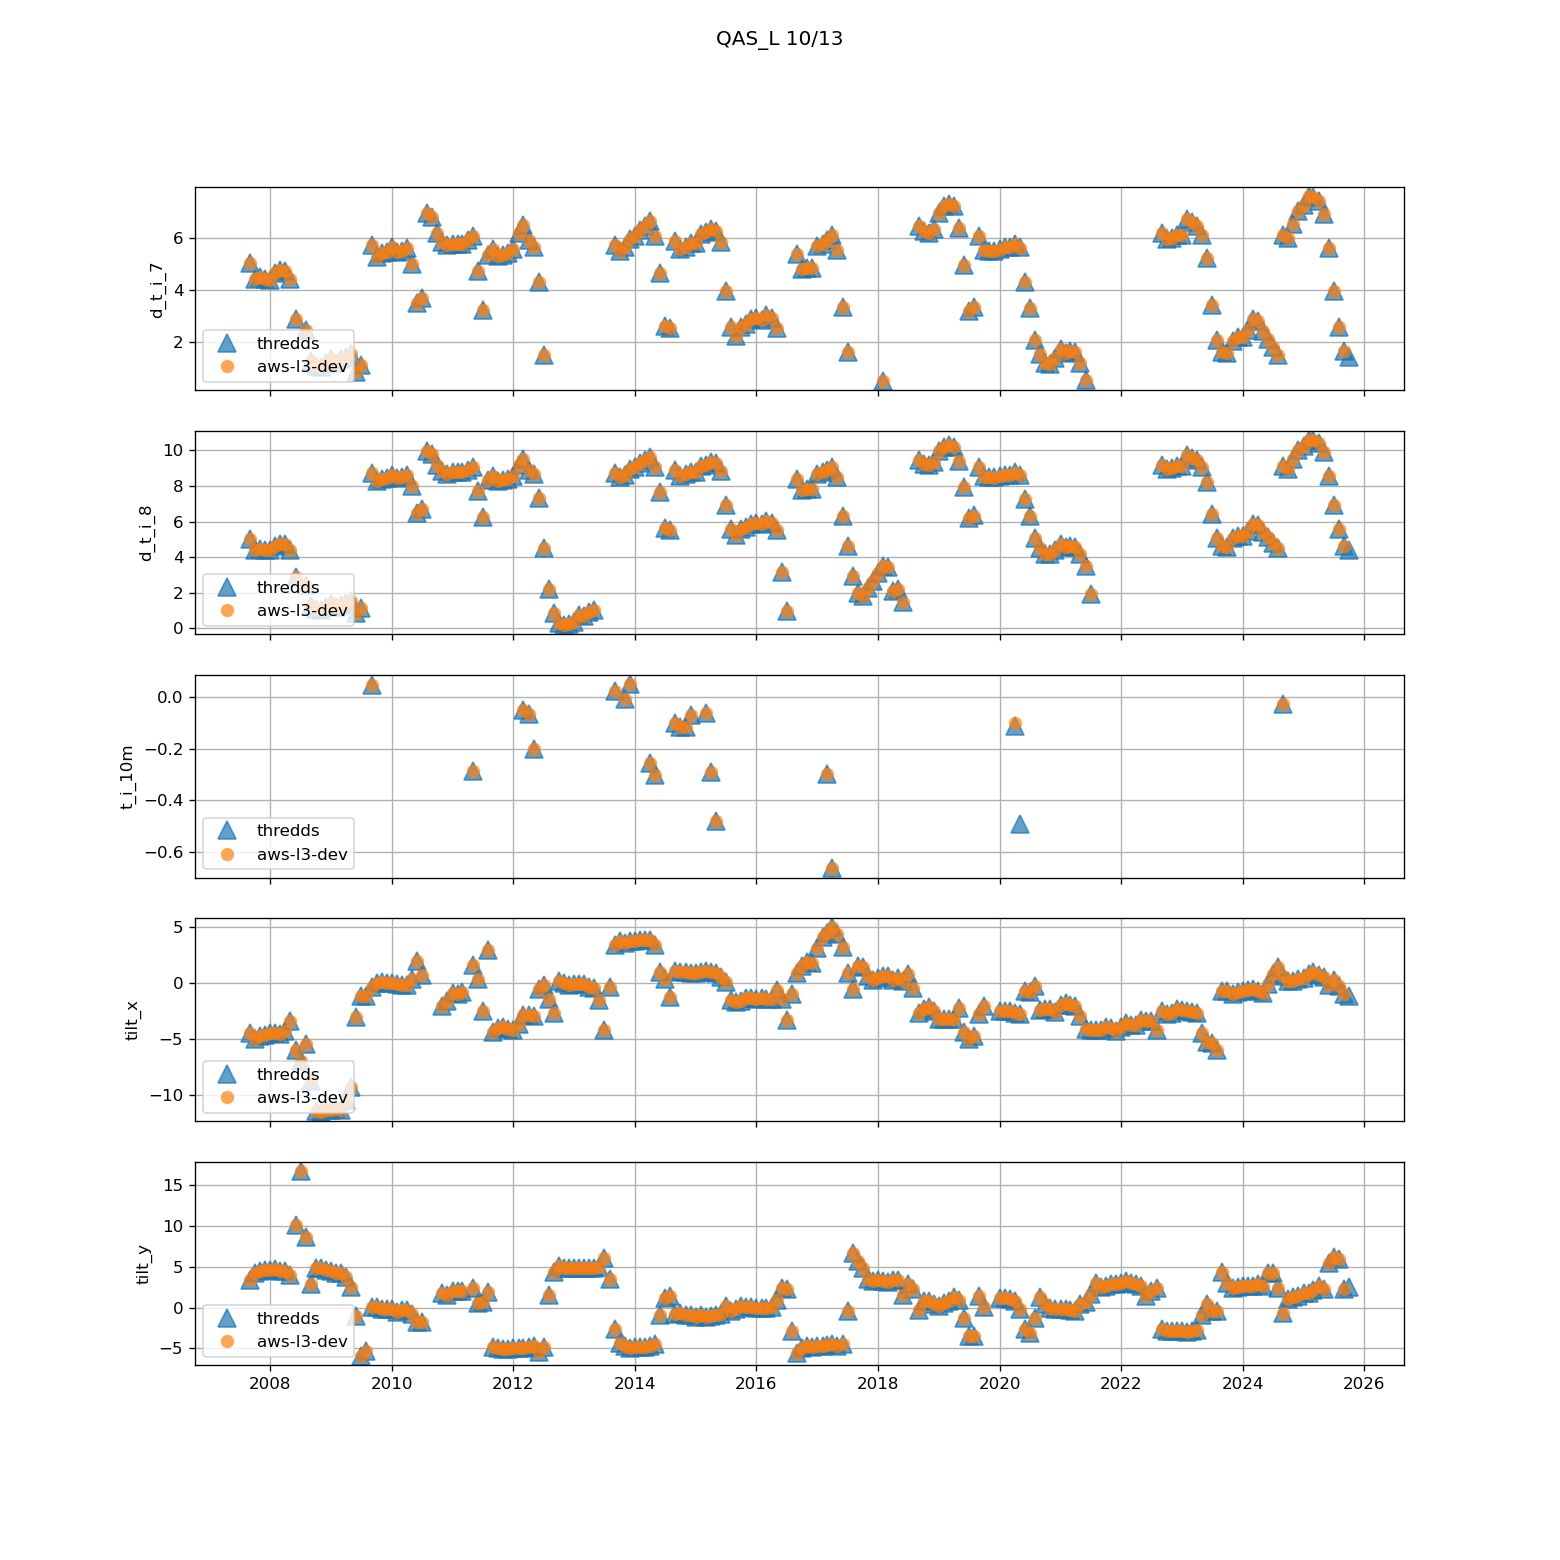 QAS_L 10/13
d_t_i_7
6
4
2
thredds
aws-l3-dev
d_t_i_8
10
8
6
4
2
0
thredds
aws-l3-dev
t_i_10m
0.0
−0.2
−0.4
−0.6
thredds
aws-l3-dev
tilt_x
5
0
−5
−10
thredds
aws-l3-dev
tilt_y
15
10
5
0
−5
thredds
aws-l3-dev
2008 2010 2012 2014 2016 2018 2020 2022 2024 2026